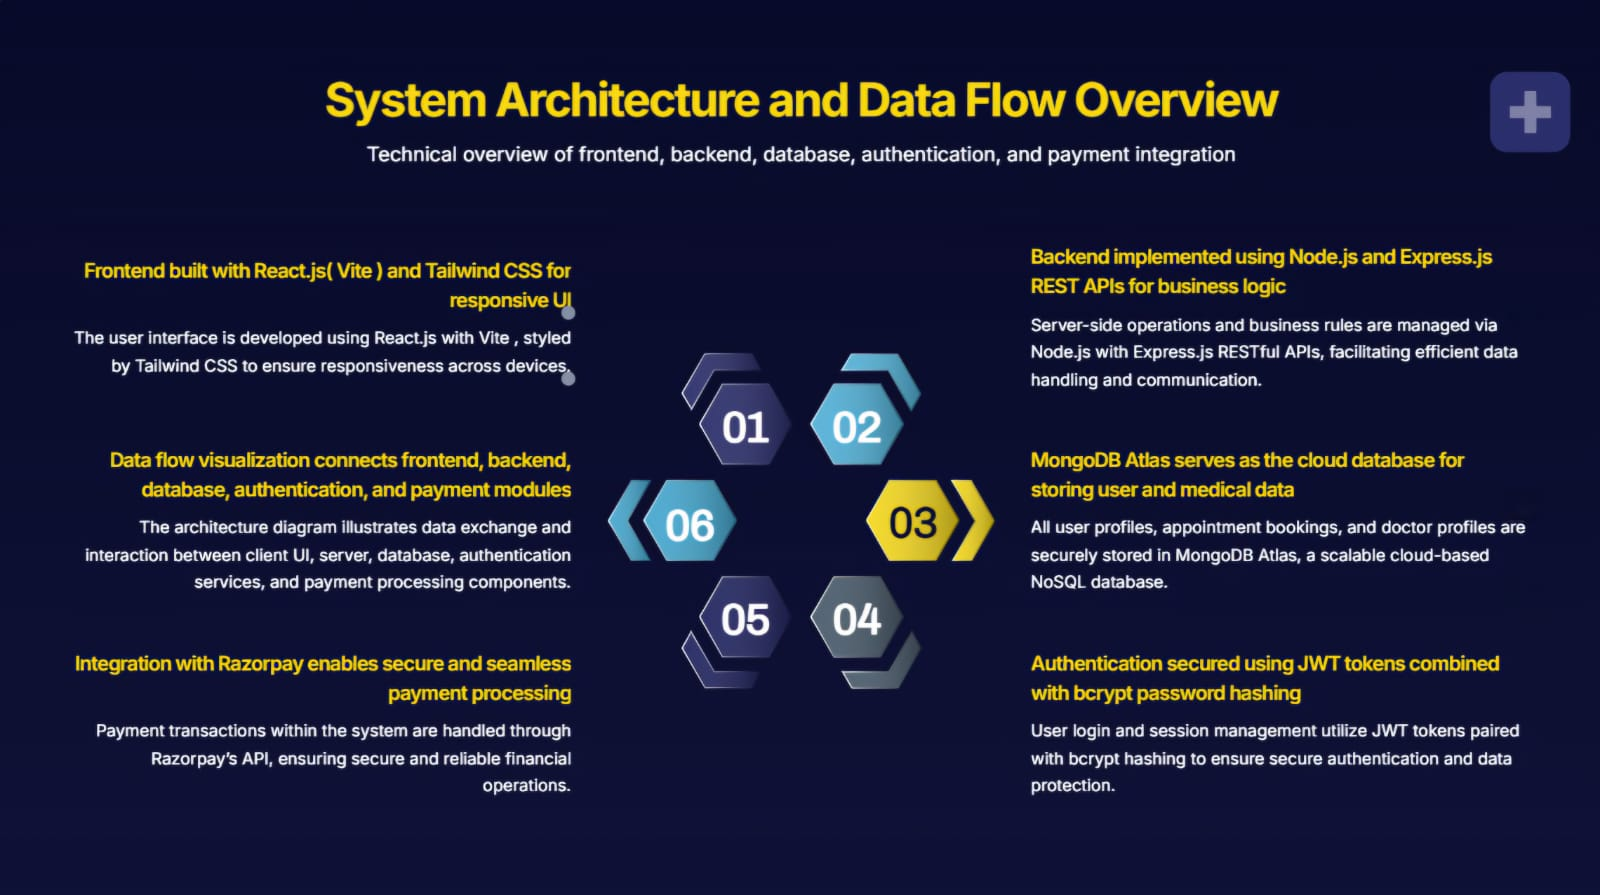 System Architecture and Data Flow Overview
Technical overview of frontend, backend, database, authentication, and payment integration
Frontend built with React.js( Vite ) and Tailwind CSS for
responsive UI
The user interface is developed using React.js with Vite , styled
by Tailwind CSS to ensure responsiveness across devices.
Backend implemented using Node.js and Express.js
REST APIs for business logic
Server-side operations and business rules are managed via
Node.js with Express.js RESTful APIs, facilitating efficient data
handling and communication.
01
02
Data flow visualization connects frontend, backend,
database, authentication, and payment modules
The architecture diagram illustrates data exchange and
interaction between client UI, server, database, authentication
services, and payment processing components.
06
03
MongoDB Atlas serves as the cloud database for
storing user and medical data
All user profiles, appointment bookings, and doctor profiles are
securely stored in MongoDB Atlas, a scalable cloud-based
NoSQL database.
05
04
Integration with Razorpay enables secure and seamless
payment processing
Payment transactions within the system are handled through
Razorpay’s API, ensuring secure and reliable financial
operations.
Authentication secured using JWT tokens combined
with bcrypt password hashing
User login and session management utilize JWT tokens paired
with bcrypt hashing to ensure secure authentication and data
protection.